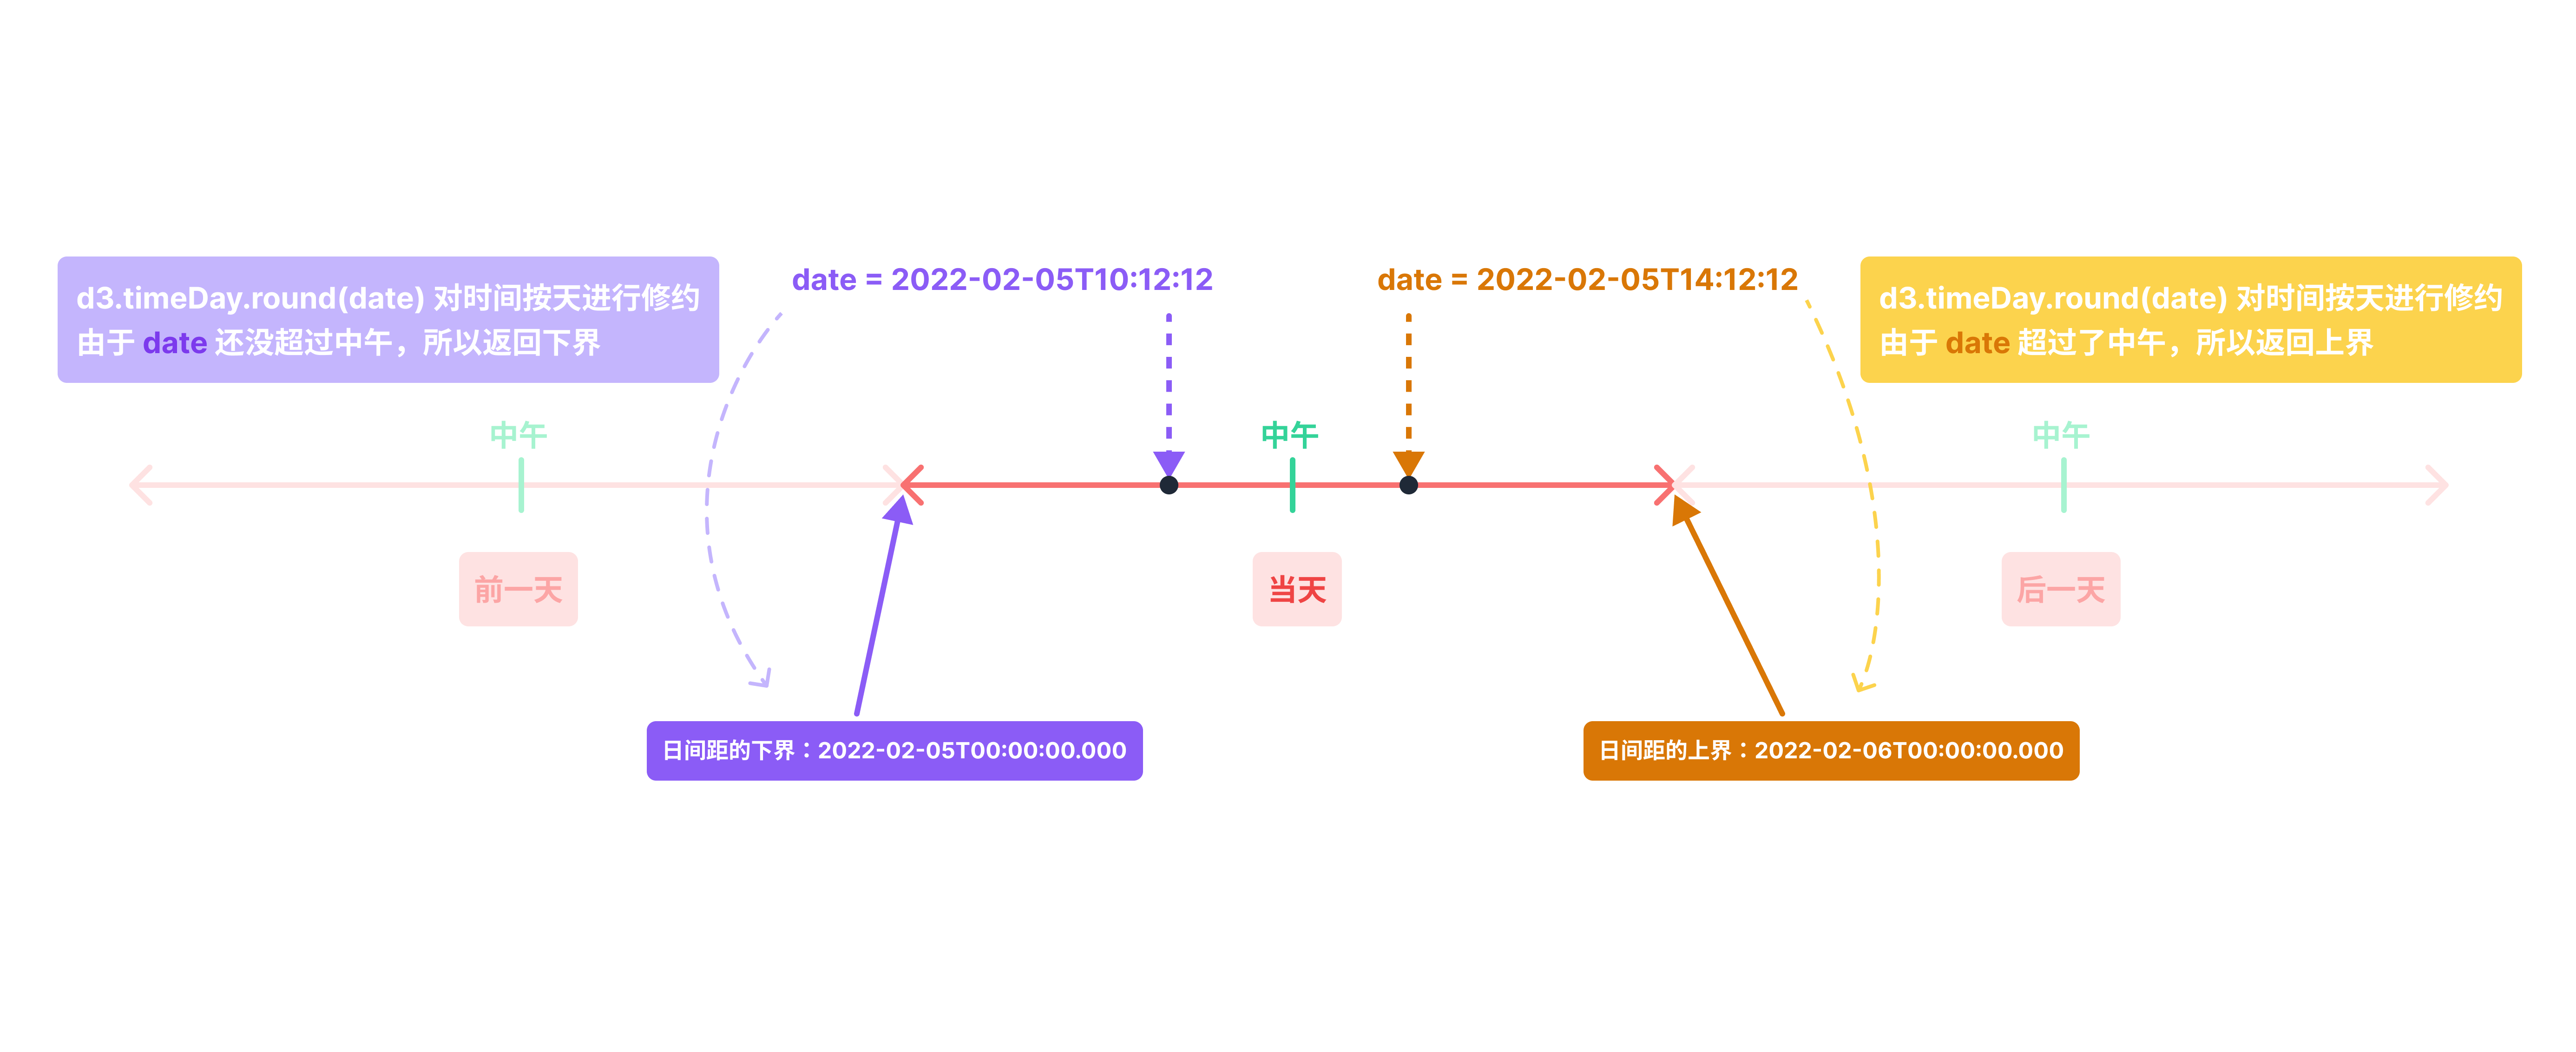 d3.timeDay.round(date) 对时间按天进行修约
由于 date 还没超过中午，所以返回下界
date = 2022-02-05T10:12:12
date = 2022-02-05T14:12:12
d3.timeDay.round(date) 对时间按天进行修约
由于 date 超过了中午，所以返回上界
中午
中午
中午
前一天
当天
后一天
日间距的下界：2022-02-05T00:00:00.000
日间距的上界：2022-02-06T00:00:00.000